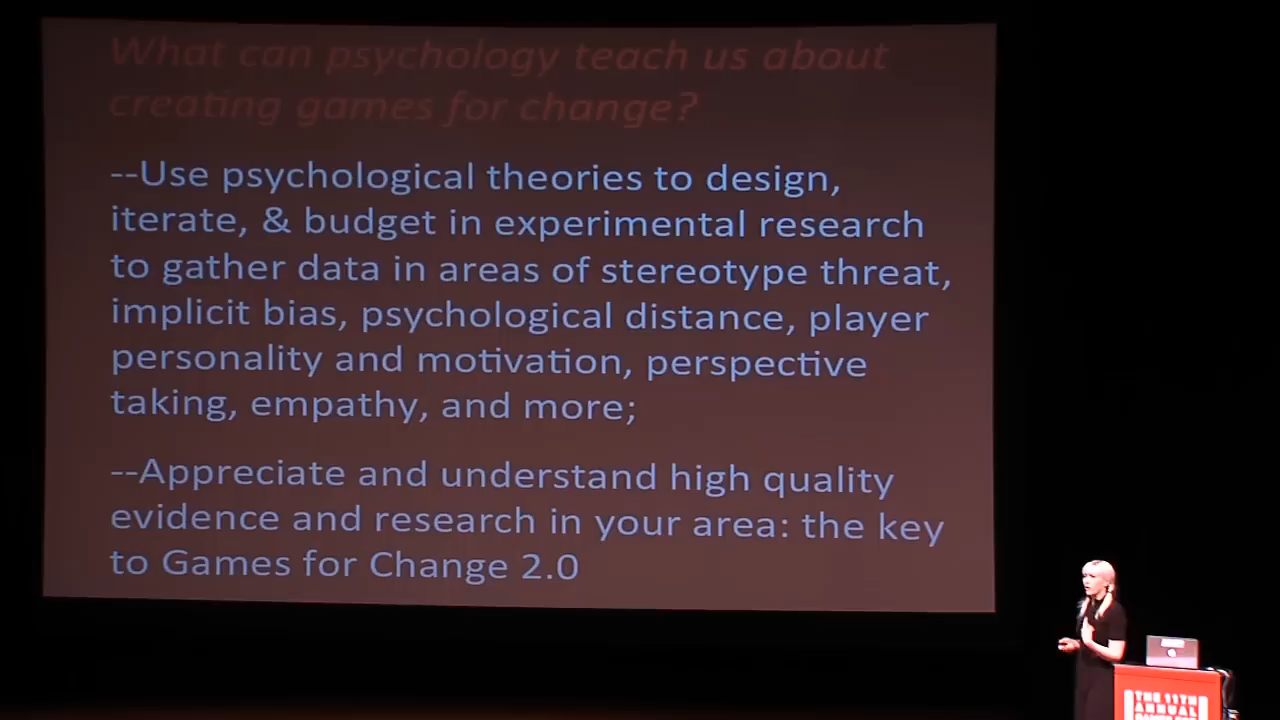 What can psychology teach us about
creating games for change?
--Use psychological theories to design,
iterate, & budget in experimental research
to gather data in areas of stereotype threat,
implicit bias, psychological distance, player
personality and motivation, perspective
taking, empathy, and more;
--Appreciate and understand high quality
evidence and research in your area: the key
to Games for Change 2.0
THE 11TH
ANNUAL